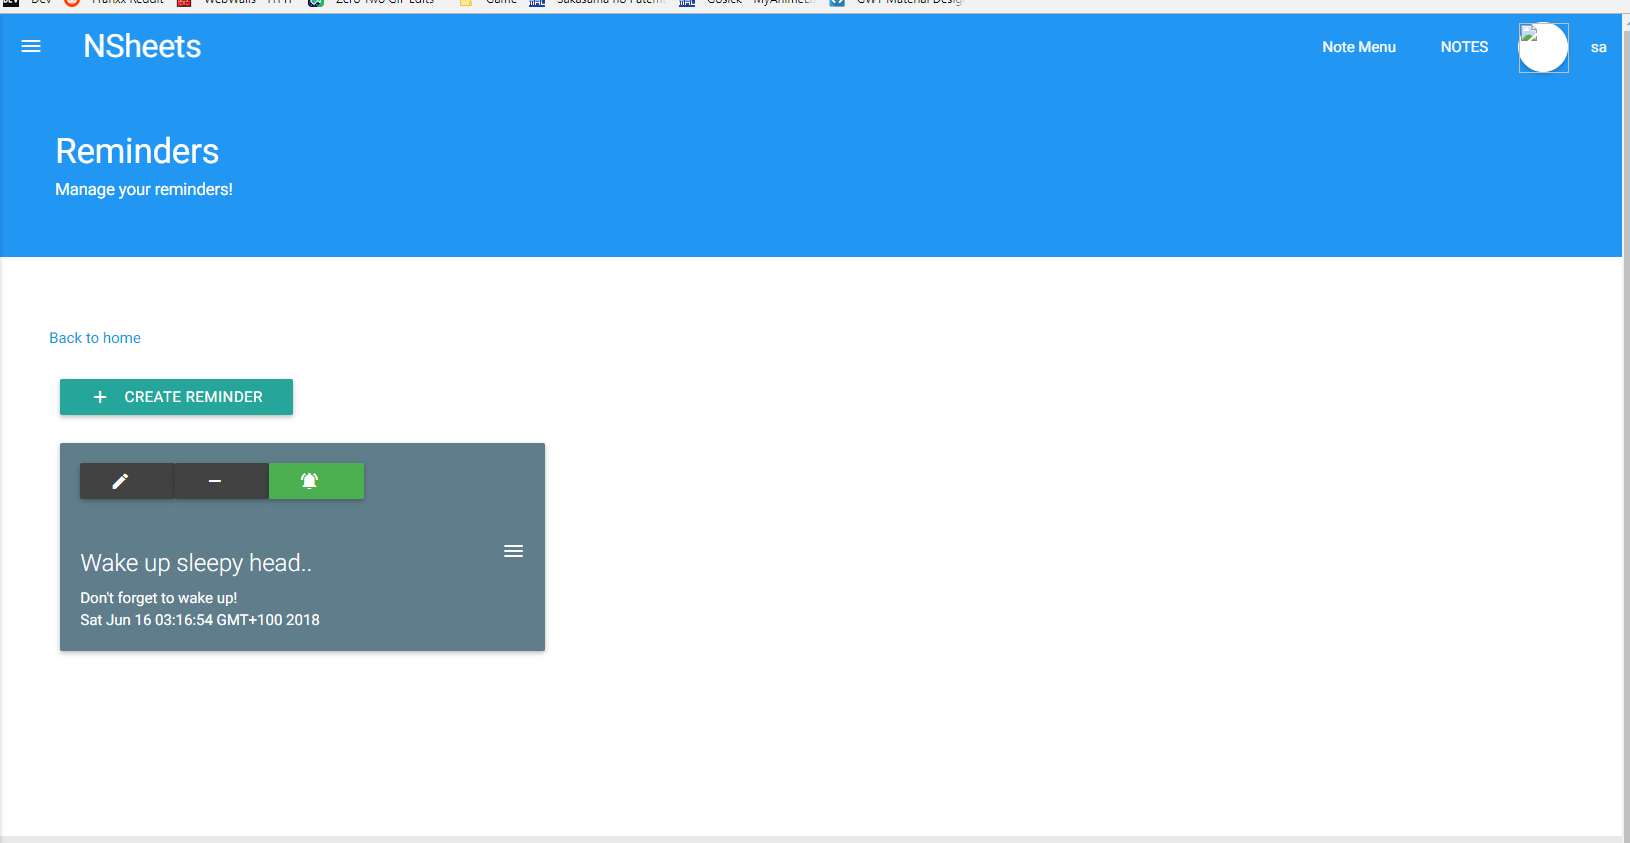 NSheets
Note Menu
NOTES
sa
Reminders
Manage your reminders!
Back to home
CREATE REMINDER
Wake up sleepy head..
Don't forget to wake up!
Sat Jun 16 03:16:54 GMT+100 2018